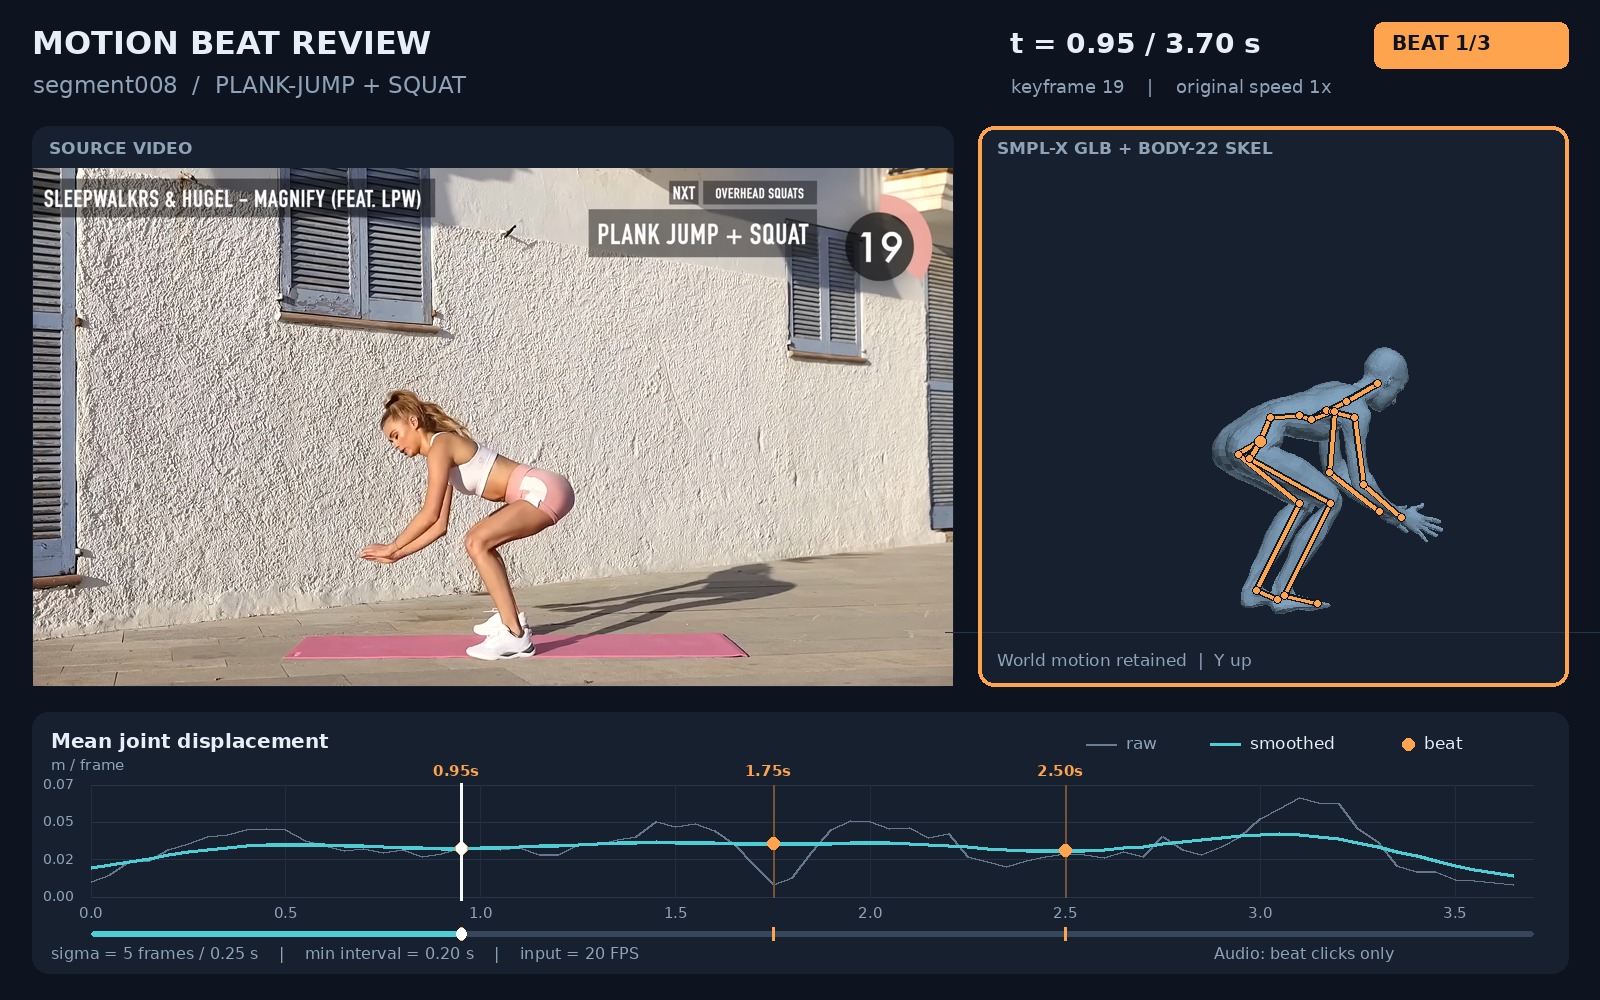 MOTION BEAT REVIEW
segment008 / PLANK-JUMP + SQUAT
t = 0.95 / 3.70 s
BEAT 1/3
keyframe 19 | original speed 1x
SOURCE VIDEO
SLEEPWALKRS & HUGEL - MAGNIFY (FEAT. LPW)
NXT OVERHEAD SQUATS
PLANK JUMP + SQUAT
19
SMPL-X GLB + BODY-22 SKEL
World motion retained | Y up
Mean joint displacement
m / frame
raw
smoothed
beat
0.95s 1.75s 2.50s
0.07
0.05
0.02
0.00
0.0 0.5 1.0 1.5 2.0 2.5 3.0 3.5
sigma = 5 frames / 0.25 s | min interval = 0.20 s | input = 20 FPS
Audio: beat clicks only